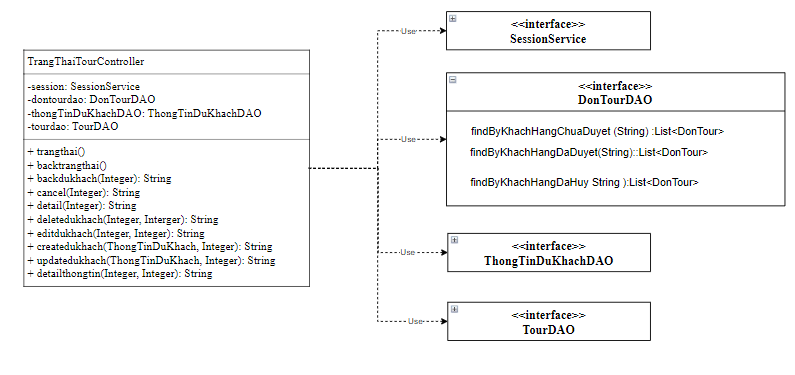 TrangThaiTourController
-session: SessionService
-dontourdao: DonTourDAO
-thongTinDuKhachDAO: ThongTinDuKhachDAO
-tourdao: TourDAO
+ trangthai()
+ backtrangthai()
+ backdukhach(Integer): String
+ cancel(Integer): String
+ detail(Integer): String
+ deletedukhach(Integer, Interger): String
+ editdukhach(Integer, Integer): String
+ createdukhach(ThongTinDuKhach, Integer): String
+ updatedukhach(ThongTinDuKhach, Integer): String
+ detailthongtin(Integer, Integer): String
Use
<<interface>>
SessionService
Use
<<interface>>
DonTourDAO
findByKhachHangChuaDuyet (String) :List<DonTour>
findByKhachHangDaDuyet(String)::List<DonTour>
findByKhachHangDaHuy String ):List<DonTour>
Use
<<interface>>
ThongTinDuKhachDAO
Use
<<interface>>
TourDAO